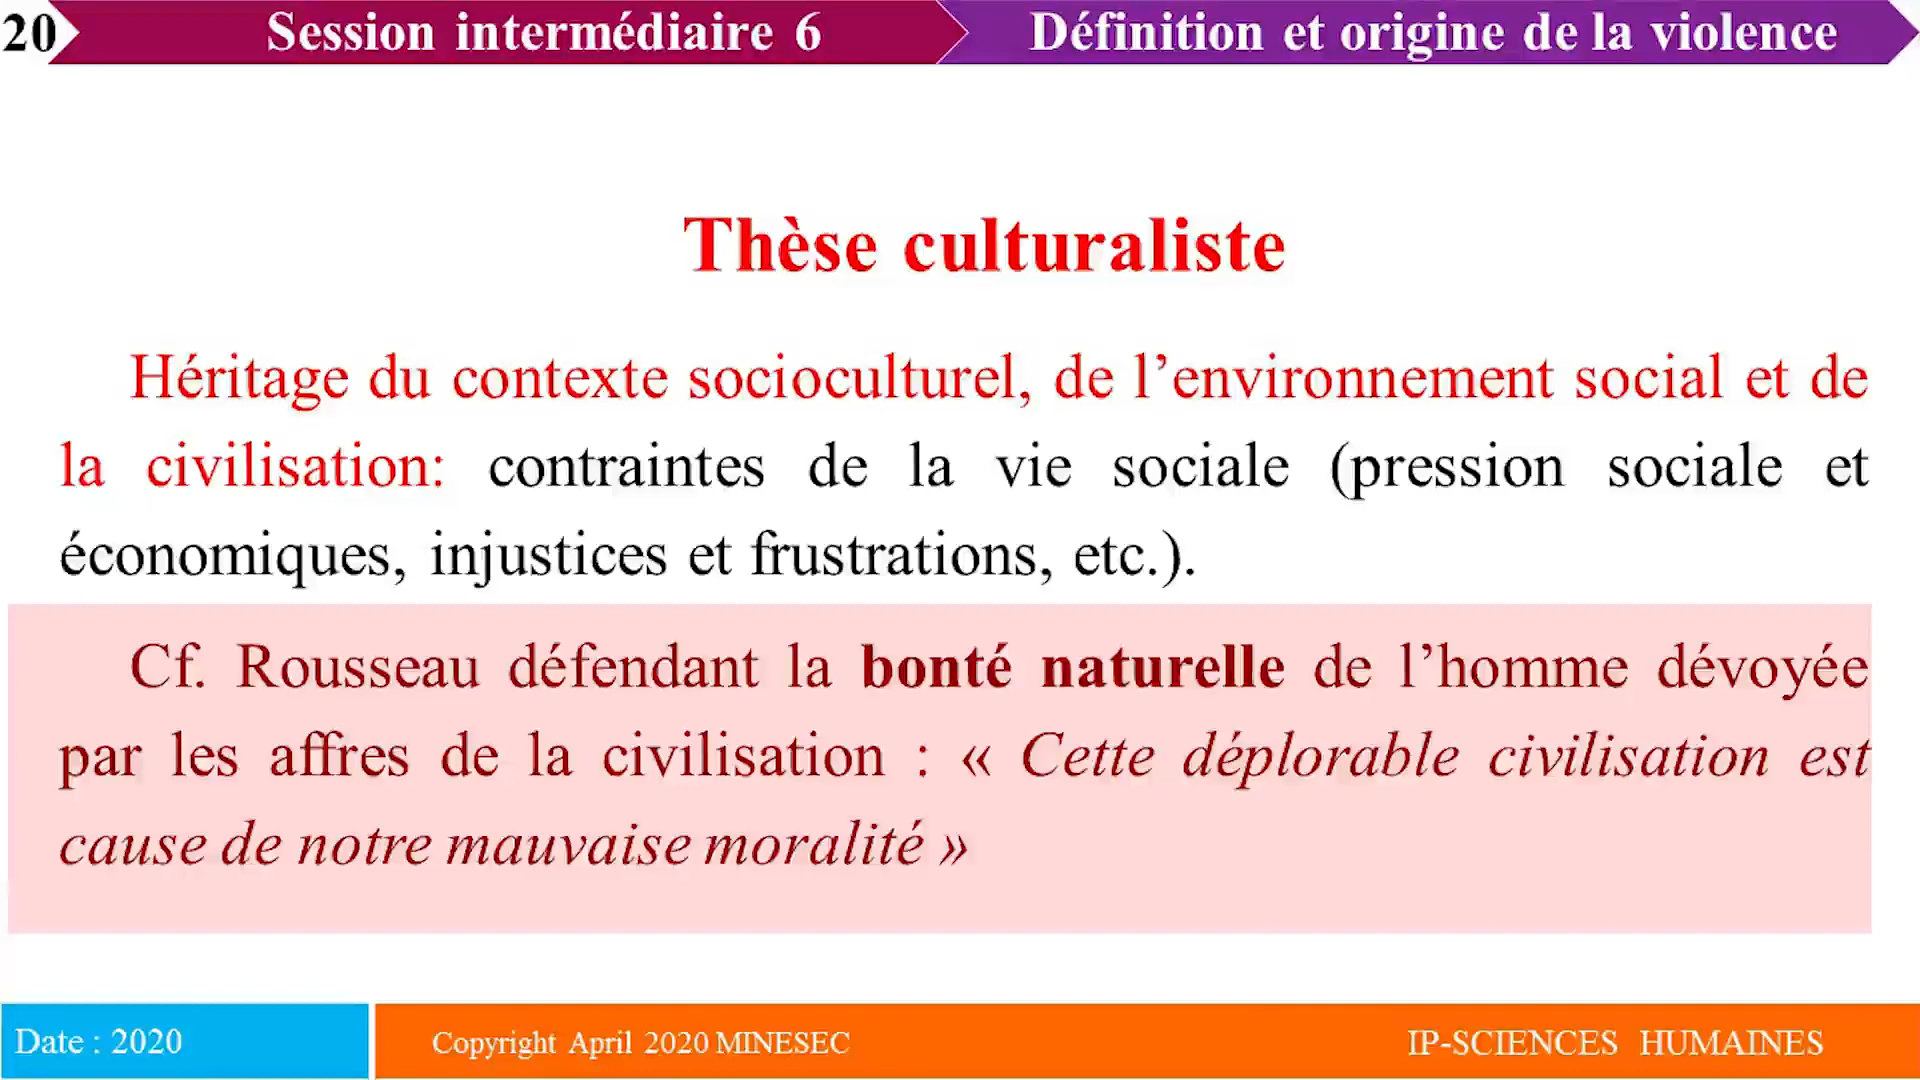 20 Session intermédiaire 6 Définition et origine de la violence
Thèse culturaliste
Héritage du contexte socioculturel, de l’environnement social et de
la civilisation: contraintes de la vie sociale (pression sociale et
économiques, injustices et frustrations, etc.).
Cf. Rousseau défendant la bonté naturelle de l’homme dévoyée
par les affres de la civilisation : « Cette déplorable civilisation est
cause de notre mauvaise moralité »
Date : 2020 Copyright April 2020 MINESEC IP-SCIENCES HUMAINES